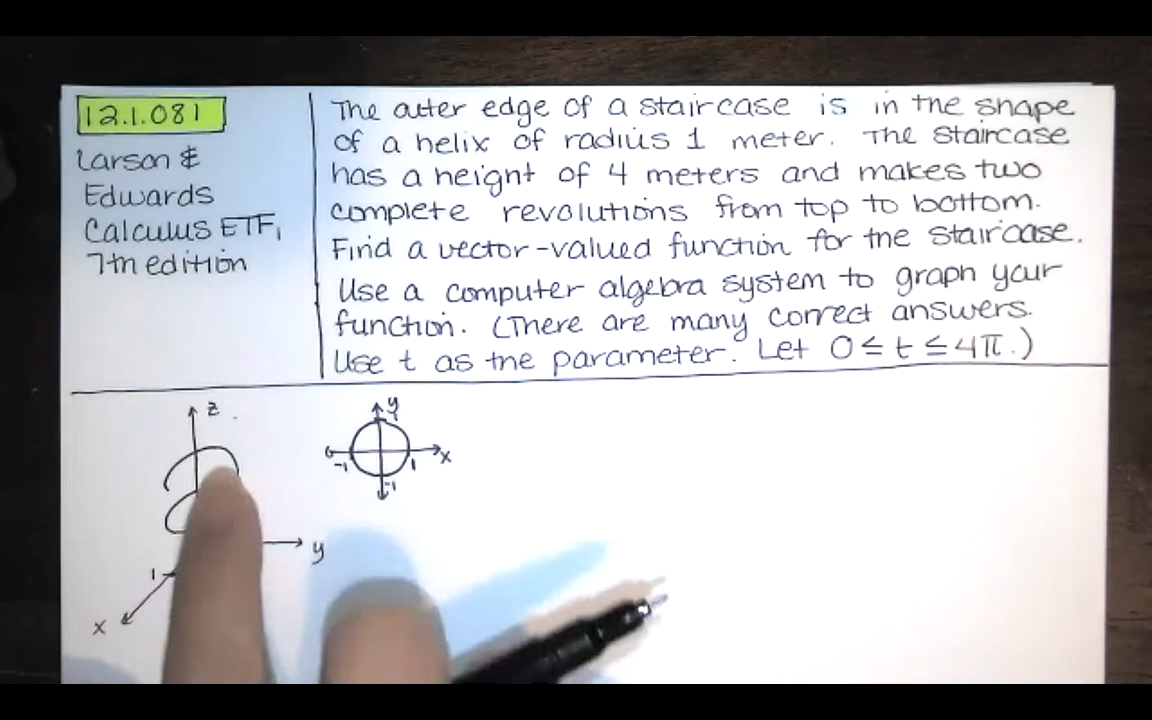 12.1.081
Larson &
Edwards
Calculus ETF,
7th edition
The outer edge of a staircase is in the shape
of a helix of radius 1 meter. The staircase
has a height of 4 meters and makes two
complete revolutions from top to bottom.
Find a vector-valued function for the staircase.
Use a computer algebra system to graph your
function. (There are many correct answers.
Use t as the parameter. Let 0 ≤ t ≤ 4π.)
z
y
1
x
y
-1
1
x
-1